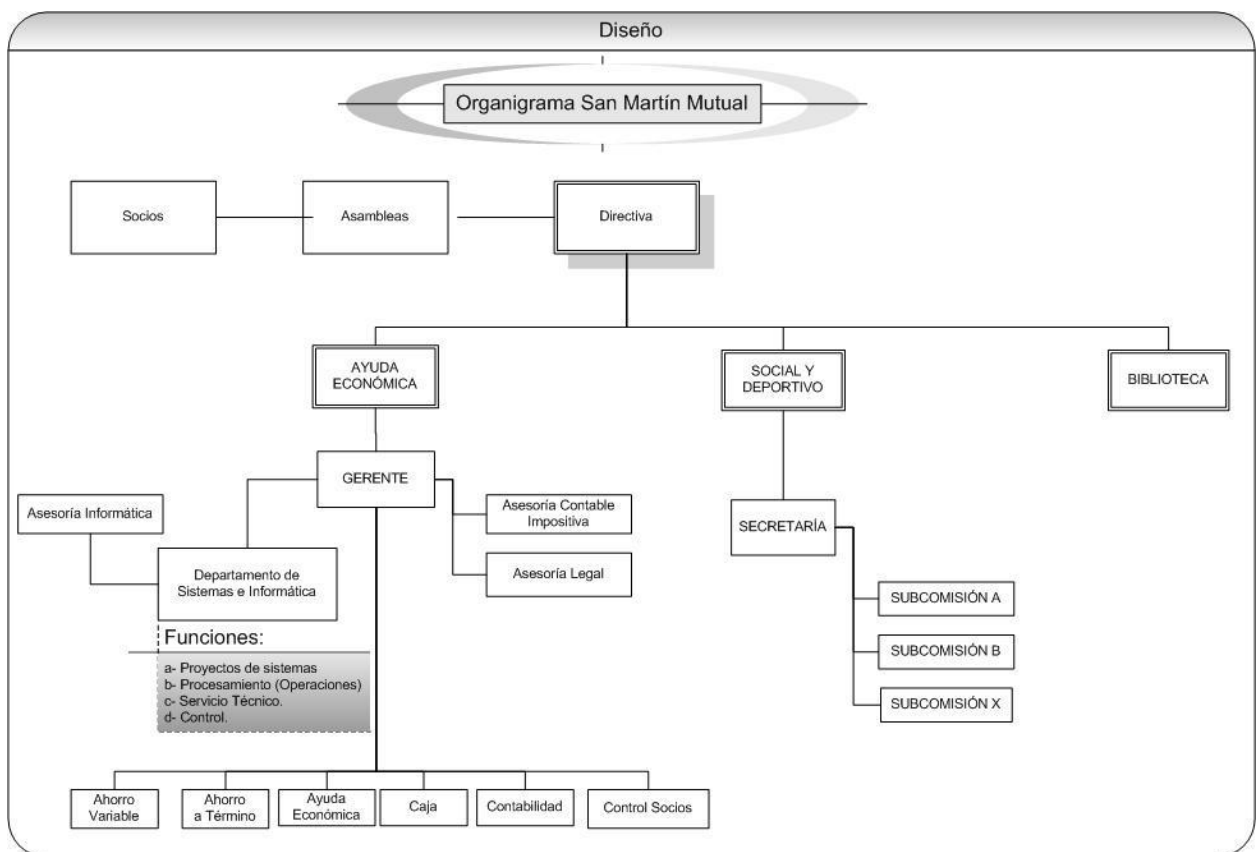 Diseño
Organigrama San Martín Mutual
Socios
Asambleas
Directiva
AYUDA
ECONÓMICA
SOCIAL Y
DEPORTIVO
BIBLIOTECA
GERENTE
Asesoría Informática
Asesoría Contable
Impositiva
SECRETARÍA
Departamento de
Sistemas e Informática
Asesoría Legal
SUBCOMISIÓN A
SUBCOMISIÓN B
SUBCOMISIÓN X
Funciones:
a- Proyectos de sistemas
b- Procesamiento (Operaciones)
c- Servicio Técnico.
d- Control.
Ahorro
Variable
Ahorro
a Término
Ayuda
Económica
Caja
Contabilidad
Control Socios